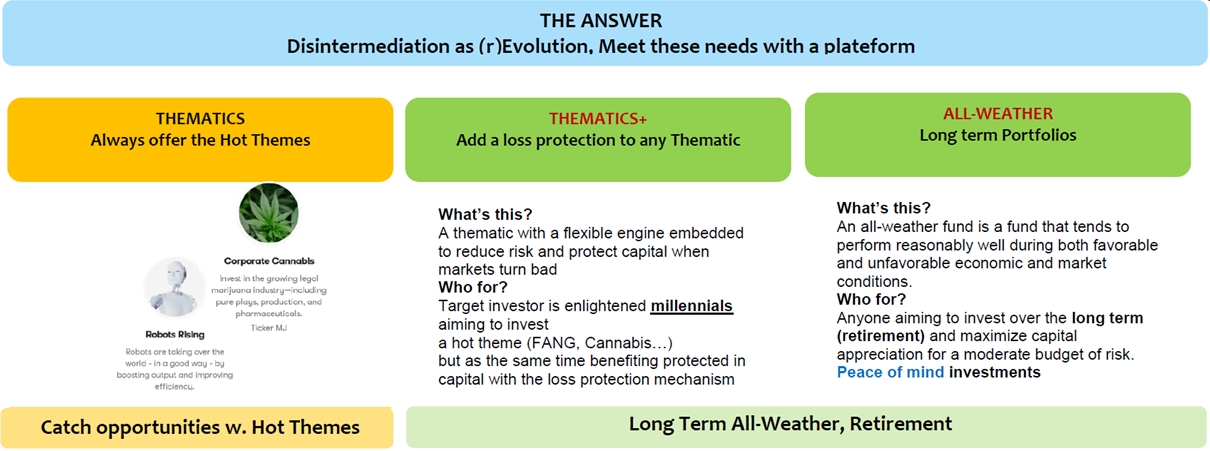 THE ANSWER
Disintermediation as (r)Evolution, Meet these needs with a plateform
THEMATICS
Always offer the Hot Themes
Corporate Cannabis
Invest in the growing legal
marijuana industry—including
pure plays, production, and
pharmaceuticals.
Ticker MJ
Robots Rising
Robots are taking over the
world - in a good way - by
boosting output and improving
efficiency.
Catch opportunities w. Hot Themes
THEMATICS+
Add a loss protection to any Thematic
What's this?
A thematic with a flexible engine embedded
to reduce risk and protect capital when
markets turn bad
Who for?
Target investor is enlightened millennials
aiming to invest
a hot theme (FANG, Cannabis…)
but as the same time benefiting protected in
capital with the loss protection mechanism
ALL-WEATHER
Long term Portfolios
What's this?
An all-weather fund is a fund that tends to
perform reasonably well during both favorable
and unfavorable economic and market
conditions.
Who for?
Anyone aiming to invest over the long term
(retirement) and maximize capital
appreciation for a moderate budget of risk.
Peace of mind investments
Long Term All-Weather, Retirement